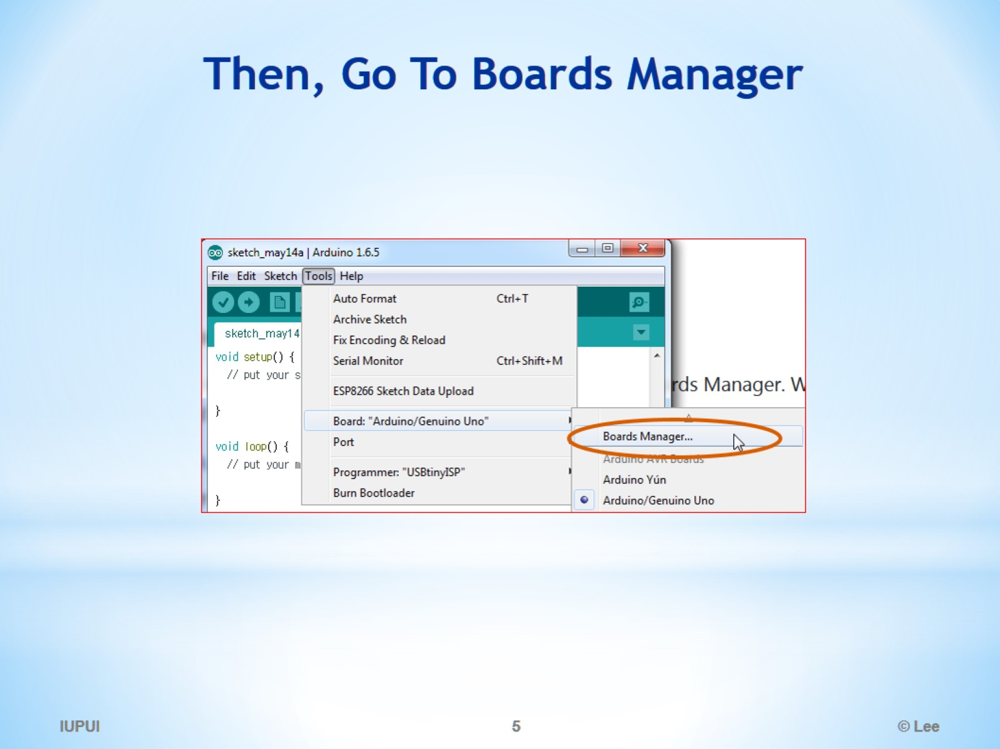 Then, Go To Boards Manager
sketch_may14a | Arduino 1.6.5
File Edit Sketch Tools Help
Auto Format Ctrl+T
Archive Sketch
sketch_may14
Fix Encoding & Reload
void setup() {
Serial Monitor Ctrl+Shift+M
// put your s
rds Manager. W
ESP8266 Sketch Data Upload
}
Board: "Arduino/Genuino Uno"
Boards Manager...
Port
void loop() {
Arduino AVR Boards
// put your m
Programmer: "USBtinyISP"
Arduino Yún
Burn Bootloader
}
Arduino/Genuino Uno
IUPUI 5 © Lee